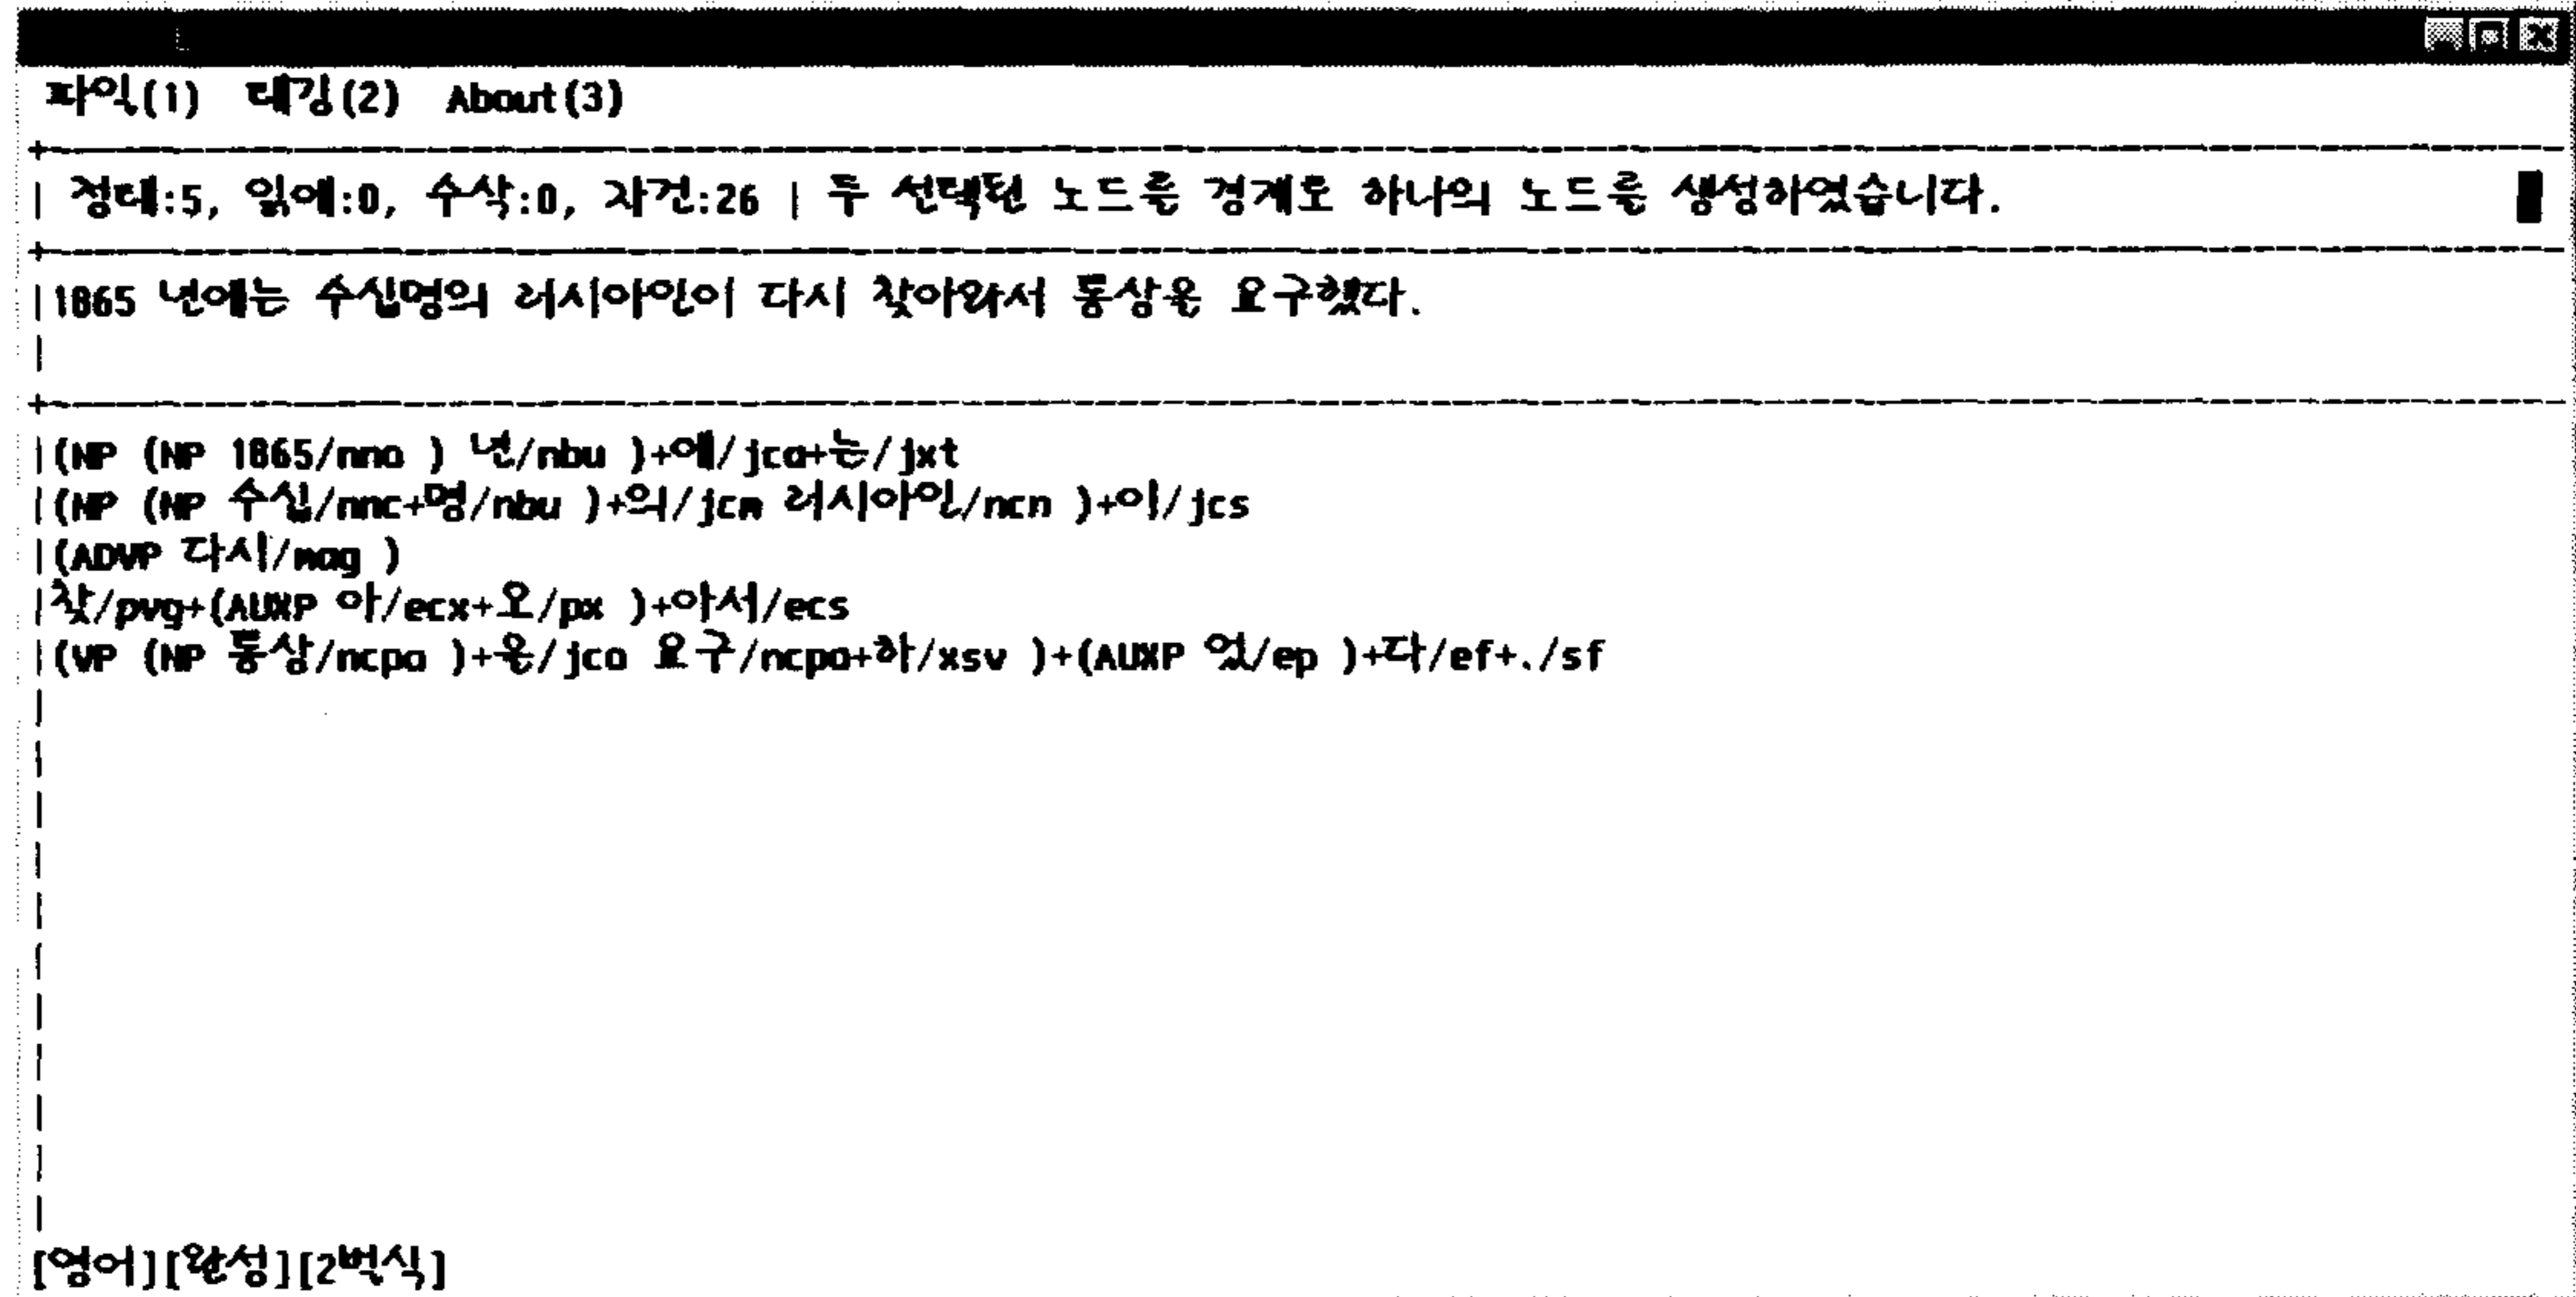 파일(1) 태깅(2) About(3)
| 정태:5, 읽예:0, 수삭:0, 자건:26 | 두 선택된 노드를 경계로 하나의 노드를 생성하였습니다.
|1865 년에는 수십명의 러시아인이 다시 찾아와서 통상을 요구했다.
|(NP (NP 1865/nno ) 년/nbu )+에/jca+는/jxt
|(NP (NP 수십/nnc+명/nbu )+의/jcm 러시아인/ncn )+이/jcs
|(ADVP 다시/mag )
|찾/pvg+(AUXP 아/ecx+오/px )+아서/ecs
|(VP (NP 통상/ncpa )+을/jco 요구/ncpa+하/xsv )+(AUXP 었/ep )+다/ef+./sf
[영어][완성][2벌식]